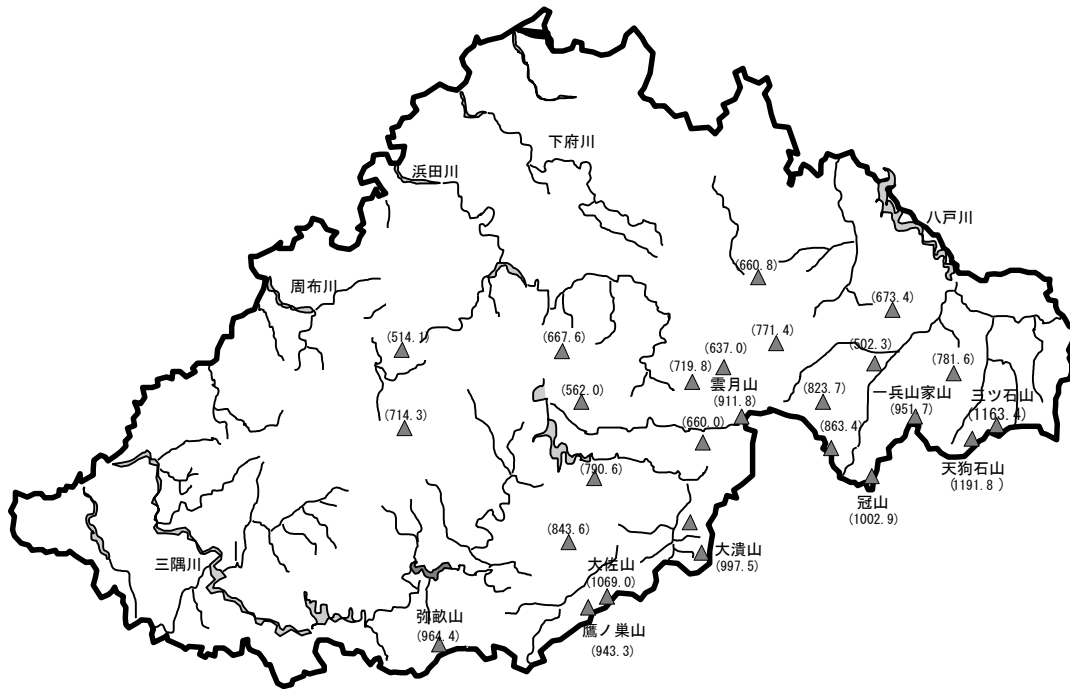 下府川
浜田川
八戸川
周布川
(660.8)
(673.4)
(514.1)
(667.6)
(771.4)
(637.0)
(502.3)
(719.8)
(781.6)
雲月山
(911.8)
(562.0)
(823.7)
一兵山家山
(951.7)
三ツ石山
(1163.4)
(714.3)
(660.0)
(863.4)
(790.6)
天狗石山
(1191.8 )
冠山
(1002.9)
(843.6)
大潰山
(997.5)
三隅川
大佐山
(1069.0)
弥畝山
(964.4)
鷹ノ巣山
(943.3)